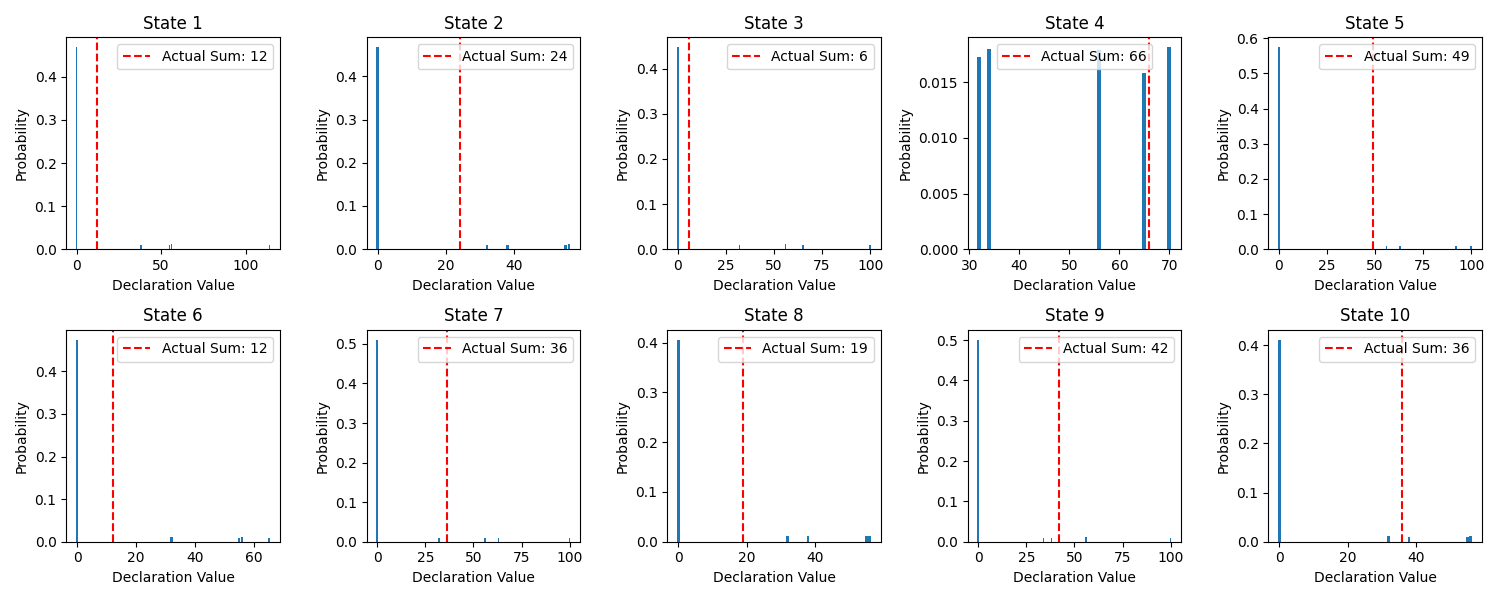 State 1
State 2
State 3
State 4
State 5
Actual Sum: 12
Actual Sum: 24
Actual Sum: 6
Actual Sum: 66
Actual Sum: 49
Probability
0.4
0.3
0.2
0.1
0.0
0 50 100
Declaration Value
Probability
0.4
0.3
0.2
0.1
0.0
0 20 40
Declaration Value
Probability
0.4
0.3
0.2
0.1
0.0
0 25 50 75 100
Declaration Value
Probability
0.015
0.010
0.005
0.000
30 40 50 60 70
Declaration Value
Probability
0.6
0.5
0.4
0.3
0.2
0.1
0.0
0 25 50 75 100
Declaration Value
State 6
State 7
State 8
State 9
State 10
Actual Sum: 12
Actual Sum: 36
Actual Sum: 19
Actual Sum: 42
Actual Sum: 36
Probability
0.4
0.3
0.2
0.1
0.0
0 20 40 60
Declaration Value
Probability
0.5
0.4
0.3
0.2
0.1
0.0
0 25 50 75 100
Declaration Value
Probability
0.4
0.3
0.2
0.1
0.0
0 20 40
Declaration Value
Probability
0.5
0.4
0.3
0.2
0.1
0.0
0 25 50 75 100
Declaration Value
Probability
0.4
0.3
0.2
0.1
0.0
0 20 40
Declaration Value